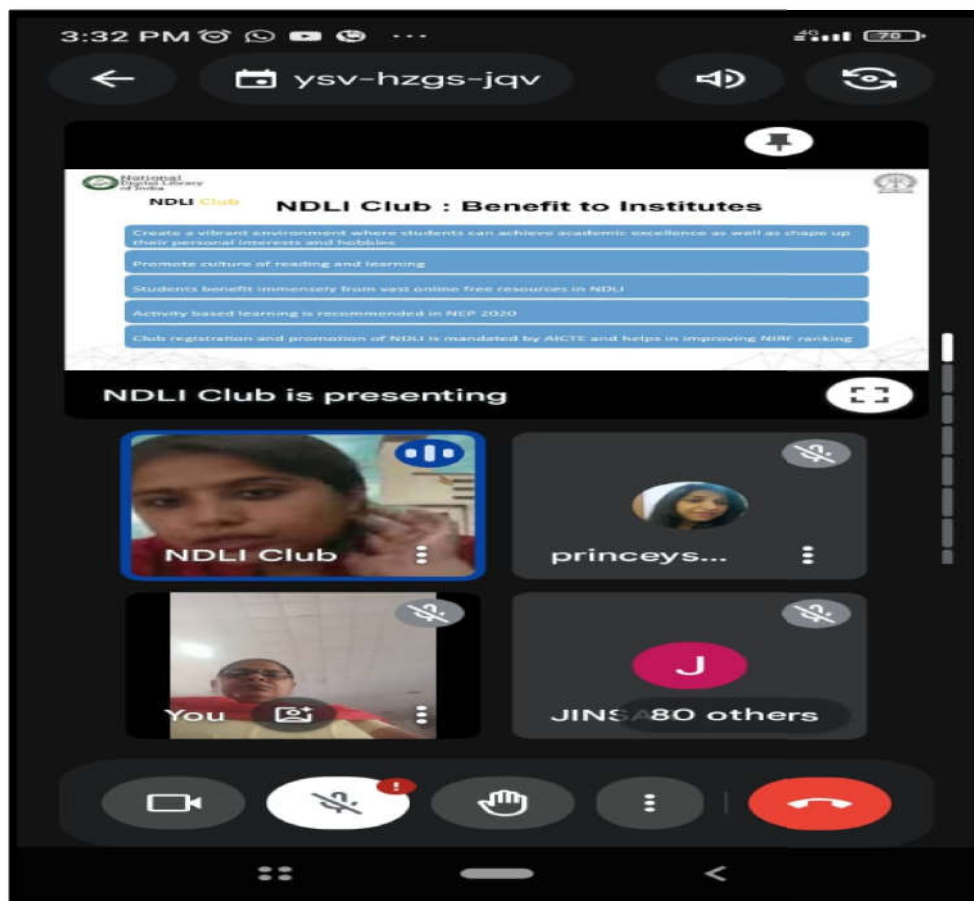 3:32 PM
4G
70
ysv-hzgs-jqv
National
Digital Library
of India
NDLI Club
NDLI Club : Benefit to Institutes
Create a vibrant environment where students can achieve academic excellence as well as shape up
their personal interests and hobbies
Promote culture of reading and learning
Students benefit immensely from vast online free resources in NDLI
Activity based learning is recommended in NEP 2020
Club registration and promotion of NDLI is mandated by AICTE and helps in improving NIRF ranking
NDLI Club is presenting
NDLI Club
princeys...
You
J
JINSA 80 others